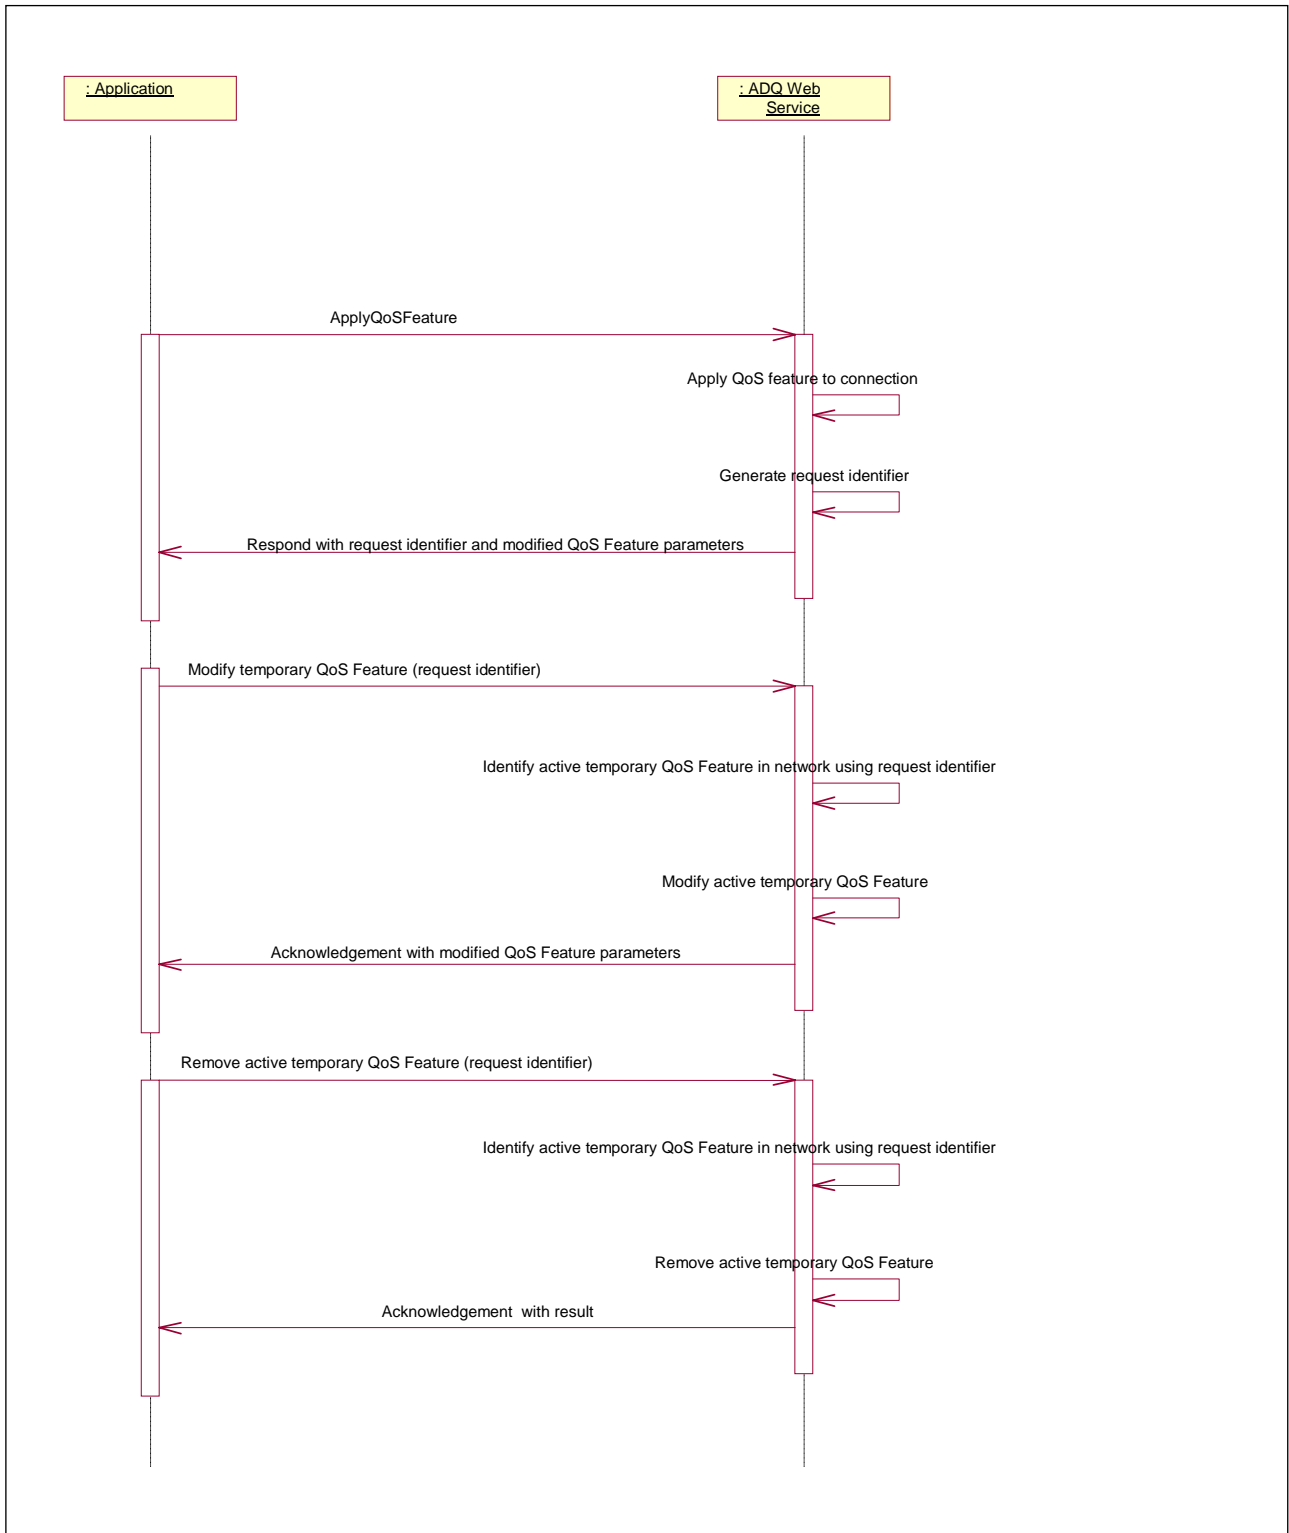 : Application
: ADQ Web
Service
ApplyQoSFeature
Apply QoS feature to connection
Generate request identifier
Respond with request identifier and modified QoS Feature parameters
Modify temporary QoS Feature (request identifier)
Identify active temporary QoS Feature in network using request identifier
Modify active temporary QoS Feature
Acknowledgement with modified QoS Feature parameters
Remove active temporary QoS Feature (request identifier)
Identify active temporary QoS Feature in network using request identifier
Remove active temporary QoS Feature
Acknowledgement  with result